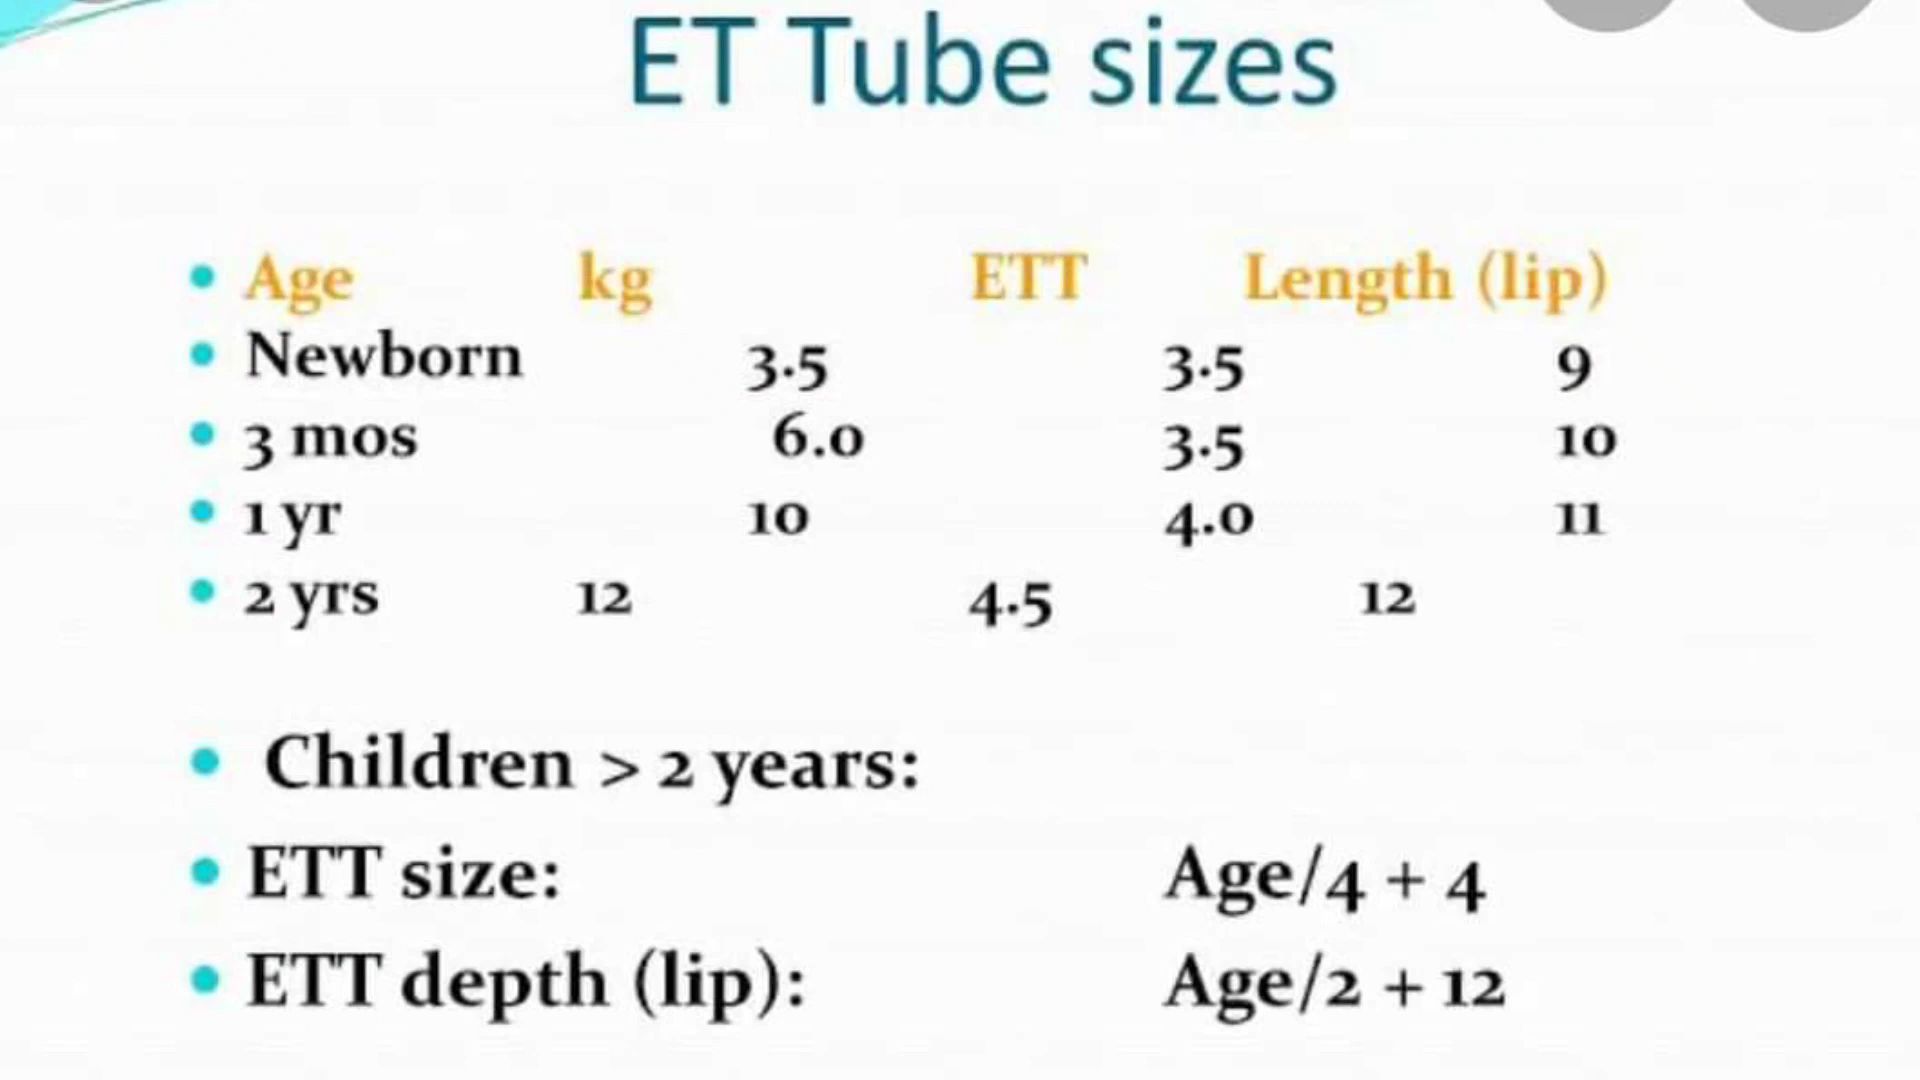 ET Tube sizes
• Age kg ETT Length (lip)
• Newborn 3.5 3.5 9
• 3 mos 6.0 3.5 10
• 1 yr 10 4.0 11
• 2 yrs 12 4.5 12
• Children > 2 years:
• ETT size: Age/4 + 4
• ETT depth (lip): Age/2 + 12